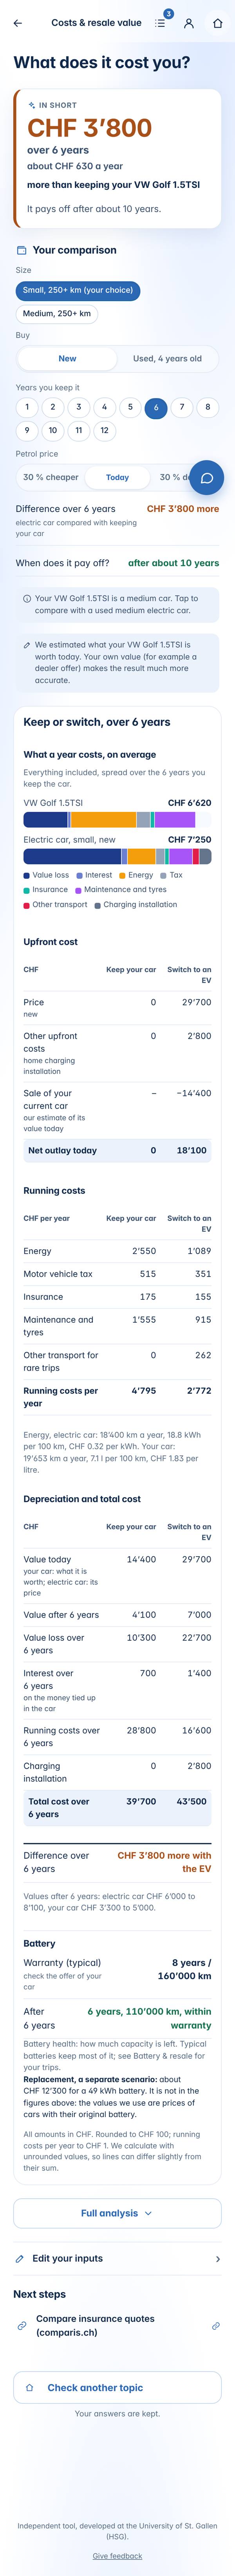 Costs & resale value
3
What does it cost you?
IN SHORT
CHF 3’800
over 6 years
about CHF 630 a year
more than keeping your VW Golf 1.5TSI
It pays off after about 10 years.
Your comparison
Size
Small, 250+ km (your choice)
Medium, 250+ km
Buy
New
Used, 4 years old
Years you keep it
1 2 3 4 5 6 7 8
9 10 11 12
Petrol price
30 % cheaper
Today
30 %
Difference over 6 years
CHF 3’800 more
electric car compared with keeping
your car
When does it pay off?
after about 10 years
Your VW Golf 1.5TSI is a medium car. Tap to
compare with a used medium electric car.
We estimated what your VW Golf 1.5TSI is
worth today. Your own value (for example a
dealer offer) makes the result much more
accurate.
Keep or switch, over 6 years
What a year costs, on average
Everything included, spread over the 6 years you
keep the car.
VW Golf 1.5TSI
CHF 6’620
Electric car, small, new
CHF 7’250
Value loss
Interest
Energy
Tax
Insurance
Maintenance and tyres
Other transport
Charging installation
Upfront cost
CHF Keep your car Switch to an
EV
Price 0 29’700
new
Other upfront 0 2’800
costs
home charging
installation
Sale of your – −14’400
current car
our estimate of its
value today
Net outlay today 0 18’100
Running costs
CHF per year Keep your car Switch to an
EV
Energy 2’550 1’089
Motor vehicle tax 515 351
Insurance 175 155
Maintenance and 1’555 915
tyres
Other transport for 0 262
rare trips
Running costs per 4’795 2’772
year
Energy, electric car: 18’400 km a year, 18.8 kWh
per 100 km, CHF 0.32 per kWh. Your car:
19’653 km a year, 7.1 l per 100 km, CHF 1.83 per
litre.
Depreciation and total cost
CHF Keep your car Switch to an
EV
Value today 14’400 29’700
your car: what it is
worth; electric car: its
price
Value after 6 years 4’100 7’000
Value loss over 10’300 22’700
6 years
Interest over 700 1’400
6 years
on the money tied up
in the car
Running costs over 28’800 16’600
6 years
Charging 0 2’800
installation
Total cost over 39’700 43’500
6 years
Difference over CHF 3’800 more with
6 years the EV
Values after 6 years: electric car CHF 6’000 to
8’100, your car CHF 3’300 to 5’000.
Battery
Warranty (typical) 8 years /
check the offer of your 160’000 km
car
After 6 years, 110’000 km, within
6 years warranty
Battery health: how much capacity is left. Typical
batteries keep most of it; see Battery & resale for
your trips.
Replacement, a separate scenario: about
CHF 12’300 for a 49 kWh battery. It is not in the
figures above: the values we use are prices of
cars with their original battery.
All amounts in CHF. Rounded to CHF 100; running
costs per year to CHF 1. We calculate with
unrounded values, so lines can differ slightly from
their sum.
Full analysis
Edit your inputs
Next steps
Compare insurance quotes
(comparis.ch)
Check another topic
Your answers are kept.
Independent tool, developed at the University of St. Gallen
(HSG).
Give feedback